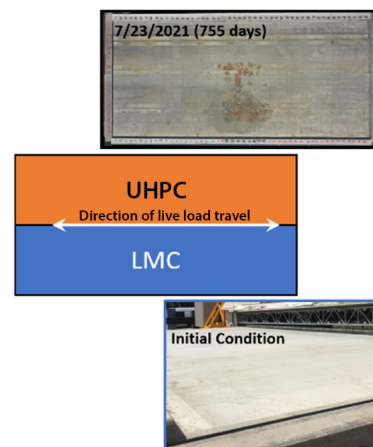 7/23/2021 (755 days)
UHPC
Direction of live load travel
LMC
Initial Condition